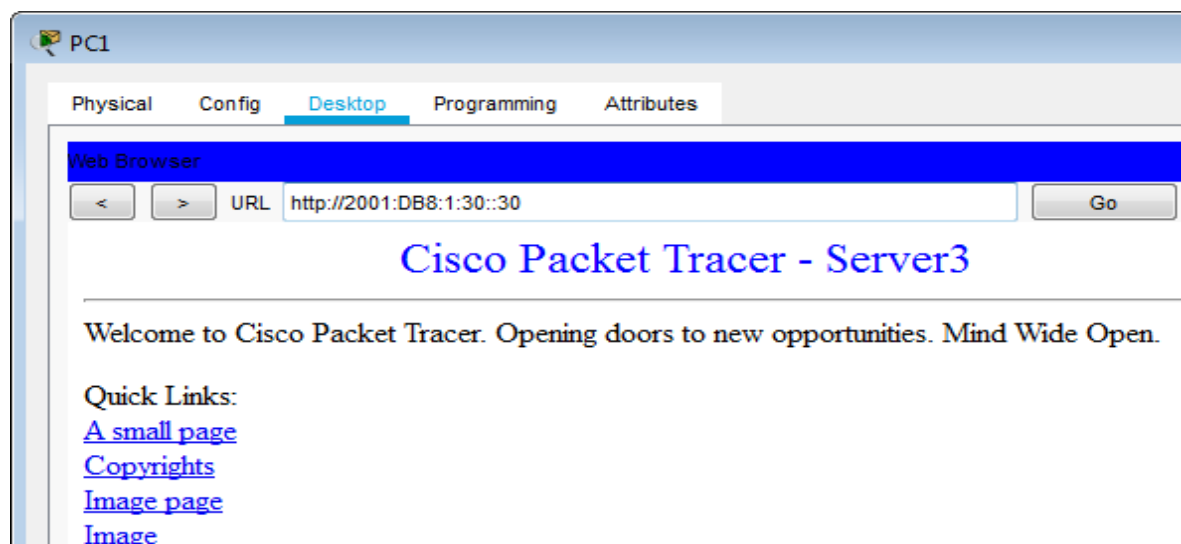 PC1
Physical Config Desktop Programming Attributes
Web Browser
< > URL http://2001:DB8:1:30::30 Go
Cisco Packet Tracer - Server3
Welcome to Cisco Packet Tracer. Opening doors to new opportunities. Mind Wide Open.
Quick Links:
A small page
Copyrights
Image page
Image